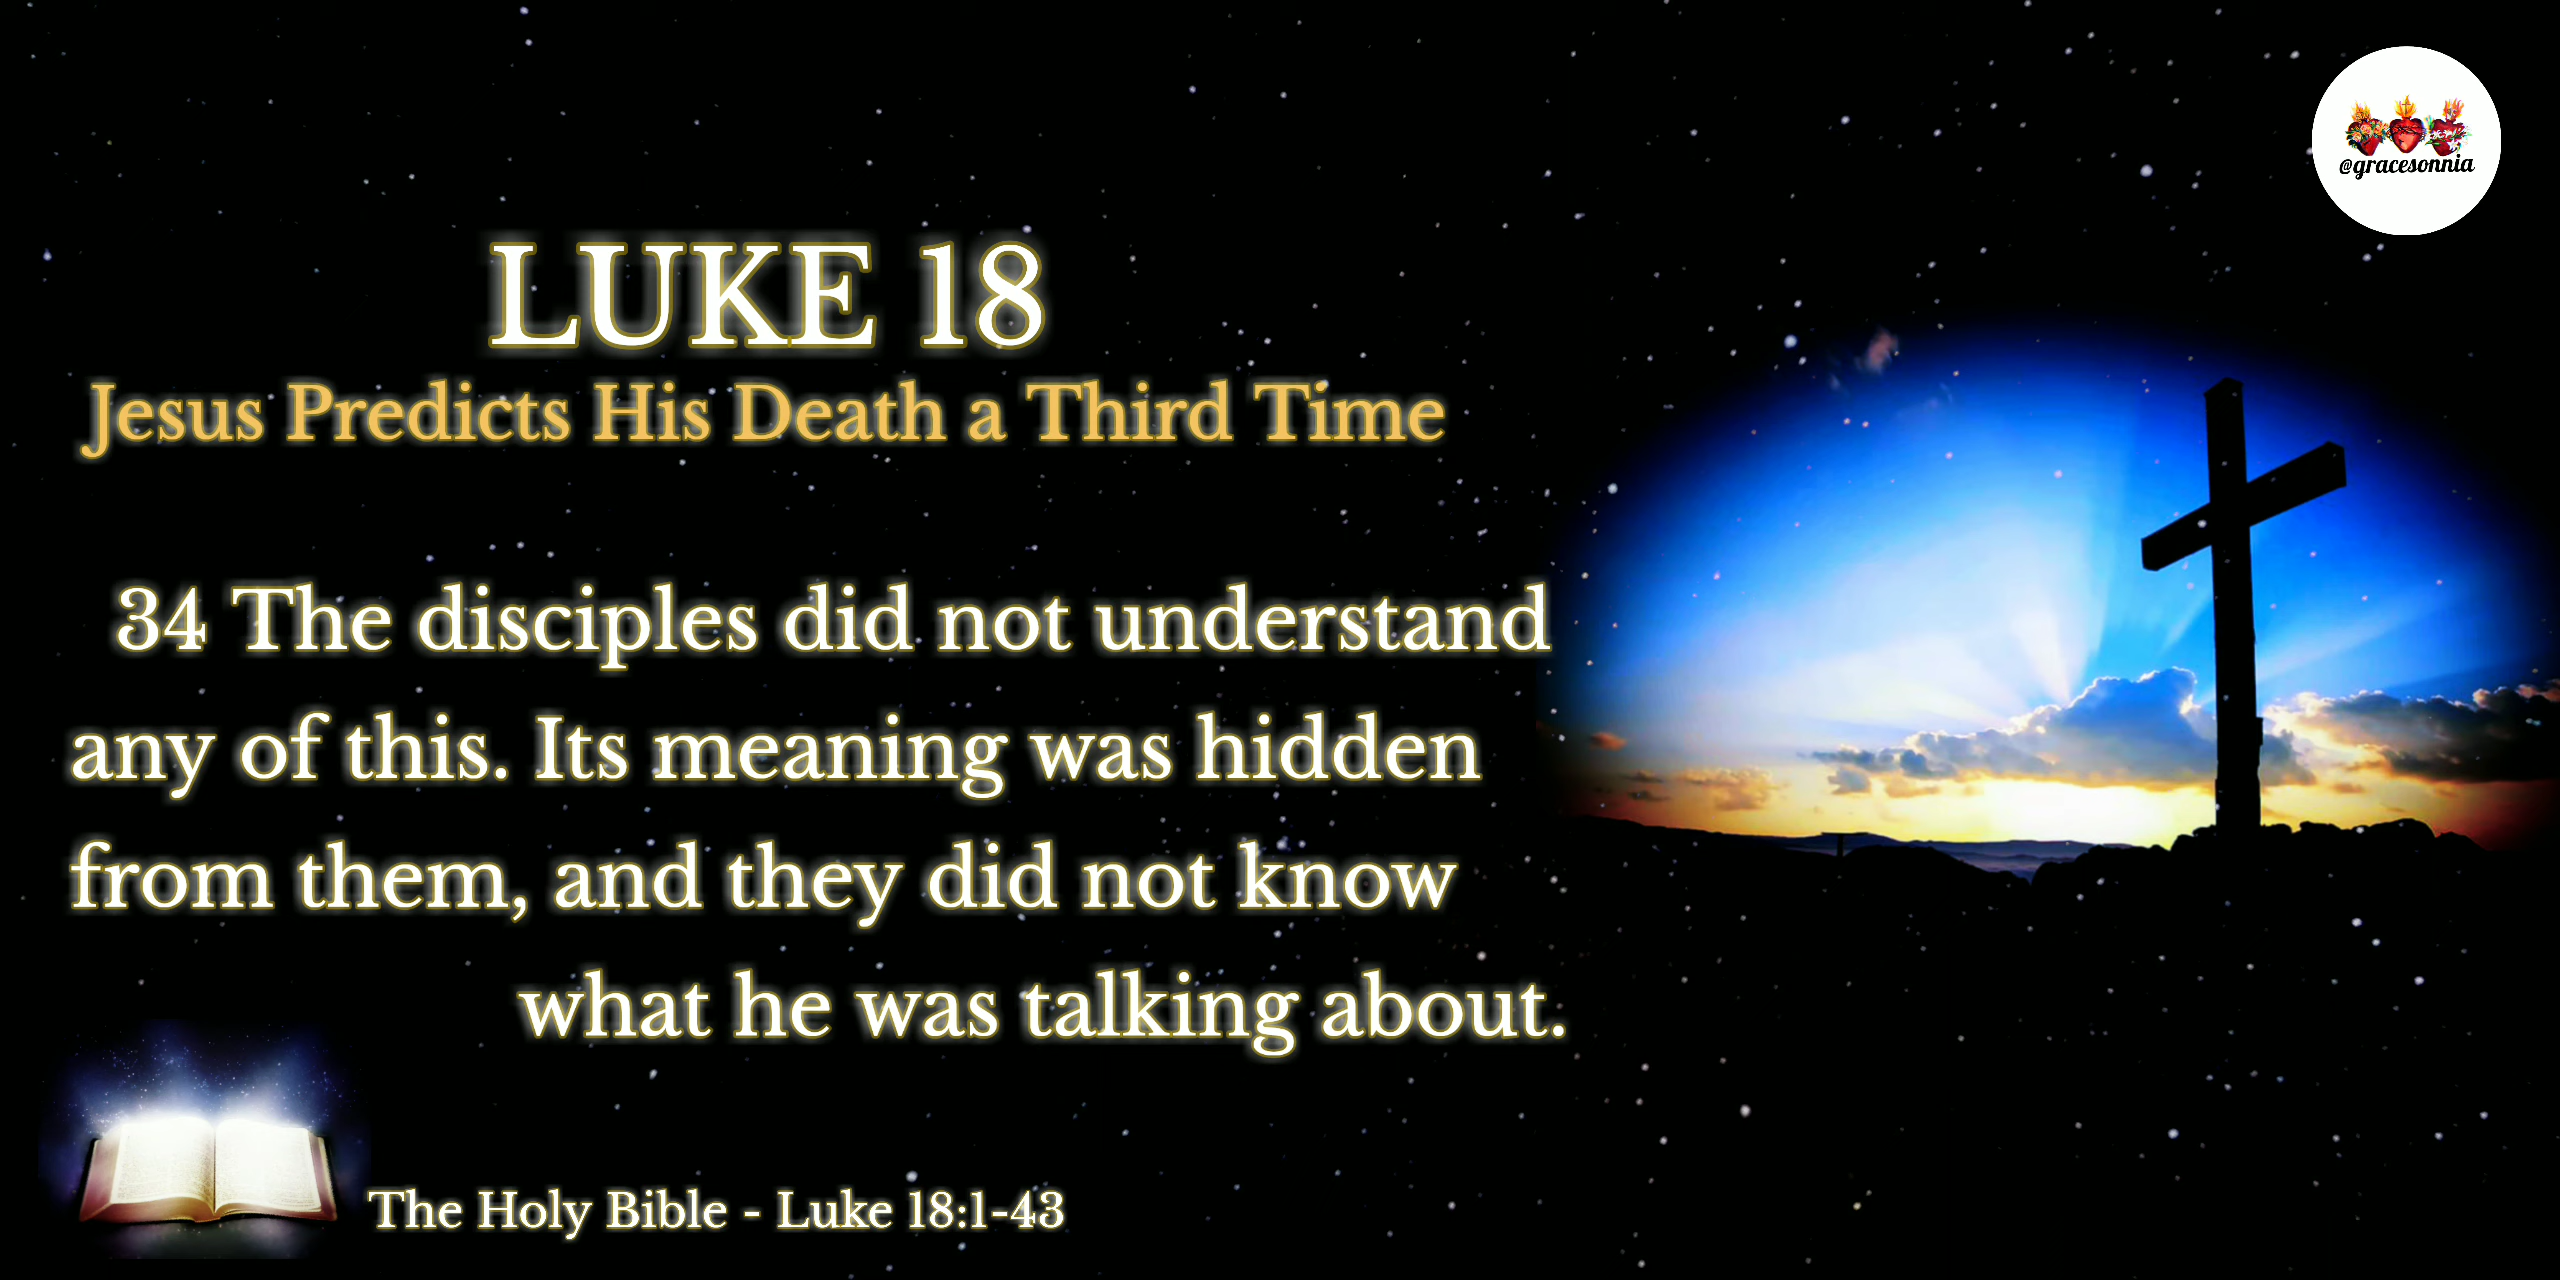 @gracesonnia
LUKE 18
Jesus Predicts His Death a Third Time
34 The disciples did not understand
any of this. Its meaning was hidden
from them, and they did not know
what he was talking about.
The Holy Bible - Luke 18:1-43